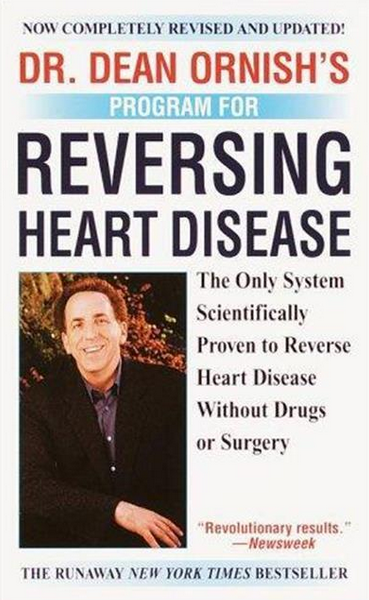 NOW COMPLETELY REVISED AND UPDATED!
DR. DEAN ORNISH'S
PROGRAM FOR
REVERSING
HEART DISEASE
The Only System
Scientifically
Proven to Reverse
Heart Disease
Without Drugs
or Surgery
"Revolutionary results."
—Newsweek
THE RUNAWAY NEW YORK TIMES BESTSELLER